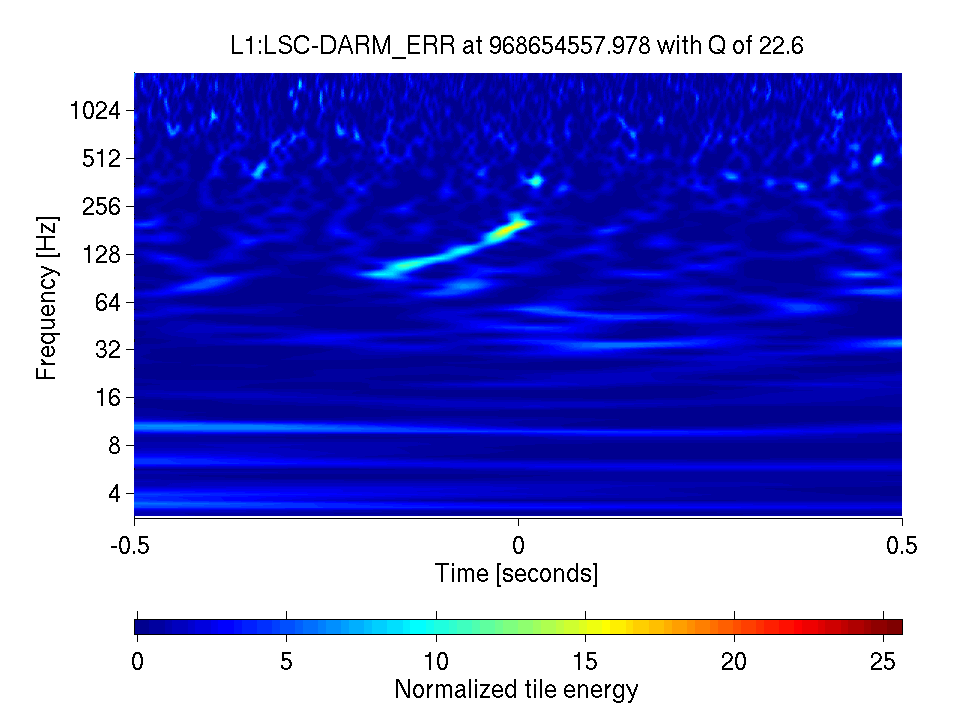 L1:LSC-DARM_ERR at 968654557.978 with Q of 22.6
1024
512
256
128
64
32
16
8
4
Frequency [Hz]
-0.5 0 0.5
Time [seconds]
0 5 10 15 20 25
Normalized tile energy